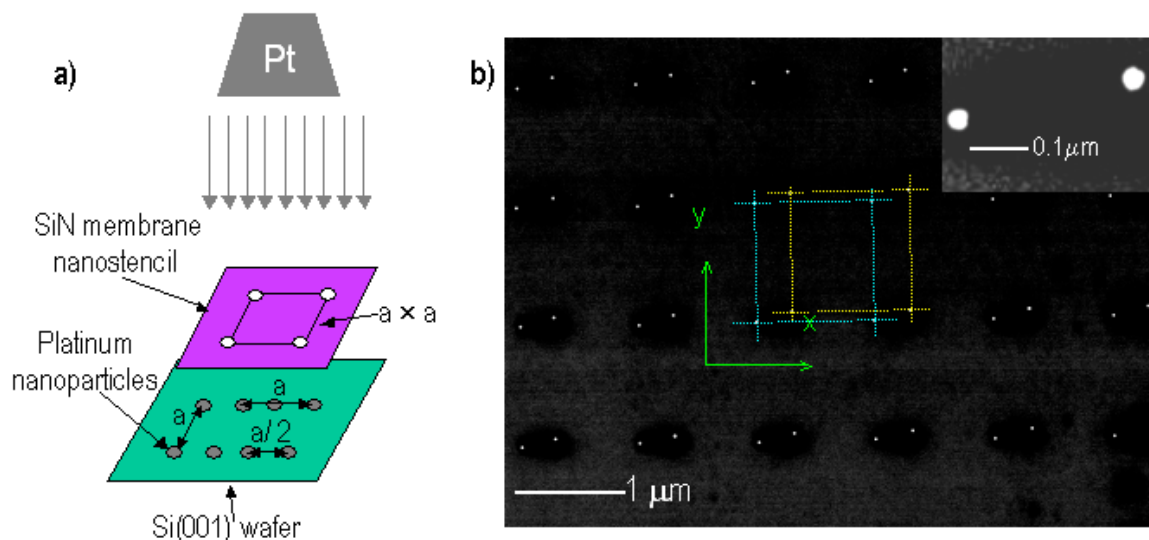 a)
Pt
SiN membrane
nanostencil
a × a
Platinum
nanoparticles
a
a
a/2
Si(001) wafer
b)
0.1μm
y
x
1 μm